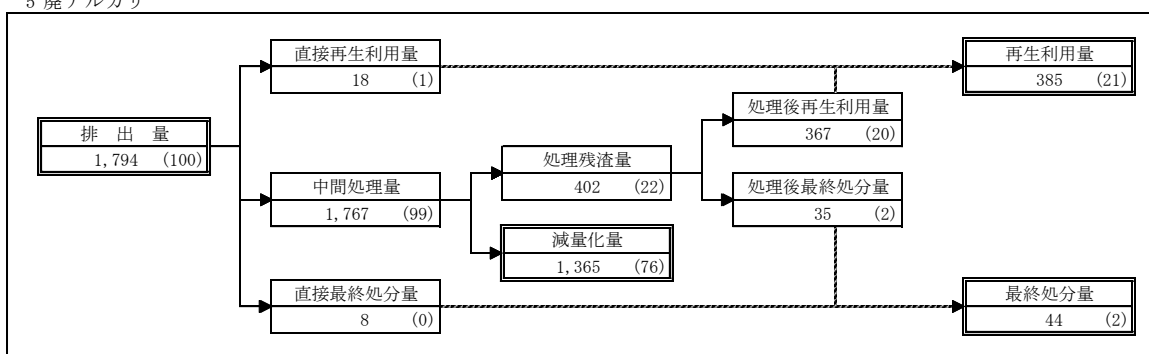 5 廃アルカリ
直接再生利用量
18 (1)
再生利用量
385 (21)
処理後再生利用量
367 (20)
排 出 量
1,794 (100)
処理残渣量
402 (22)
中間処理量
1,767 (99)
処理後最終処分量
35 (2)
減量化量
1,365 (76)
直接最終処分量
8 (0)
最終処分量
44 (2)